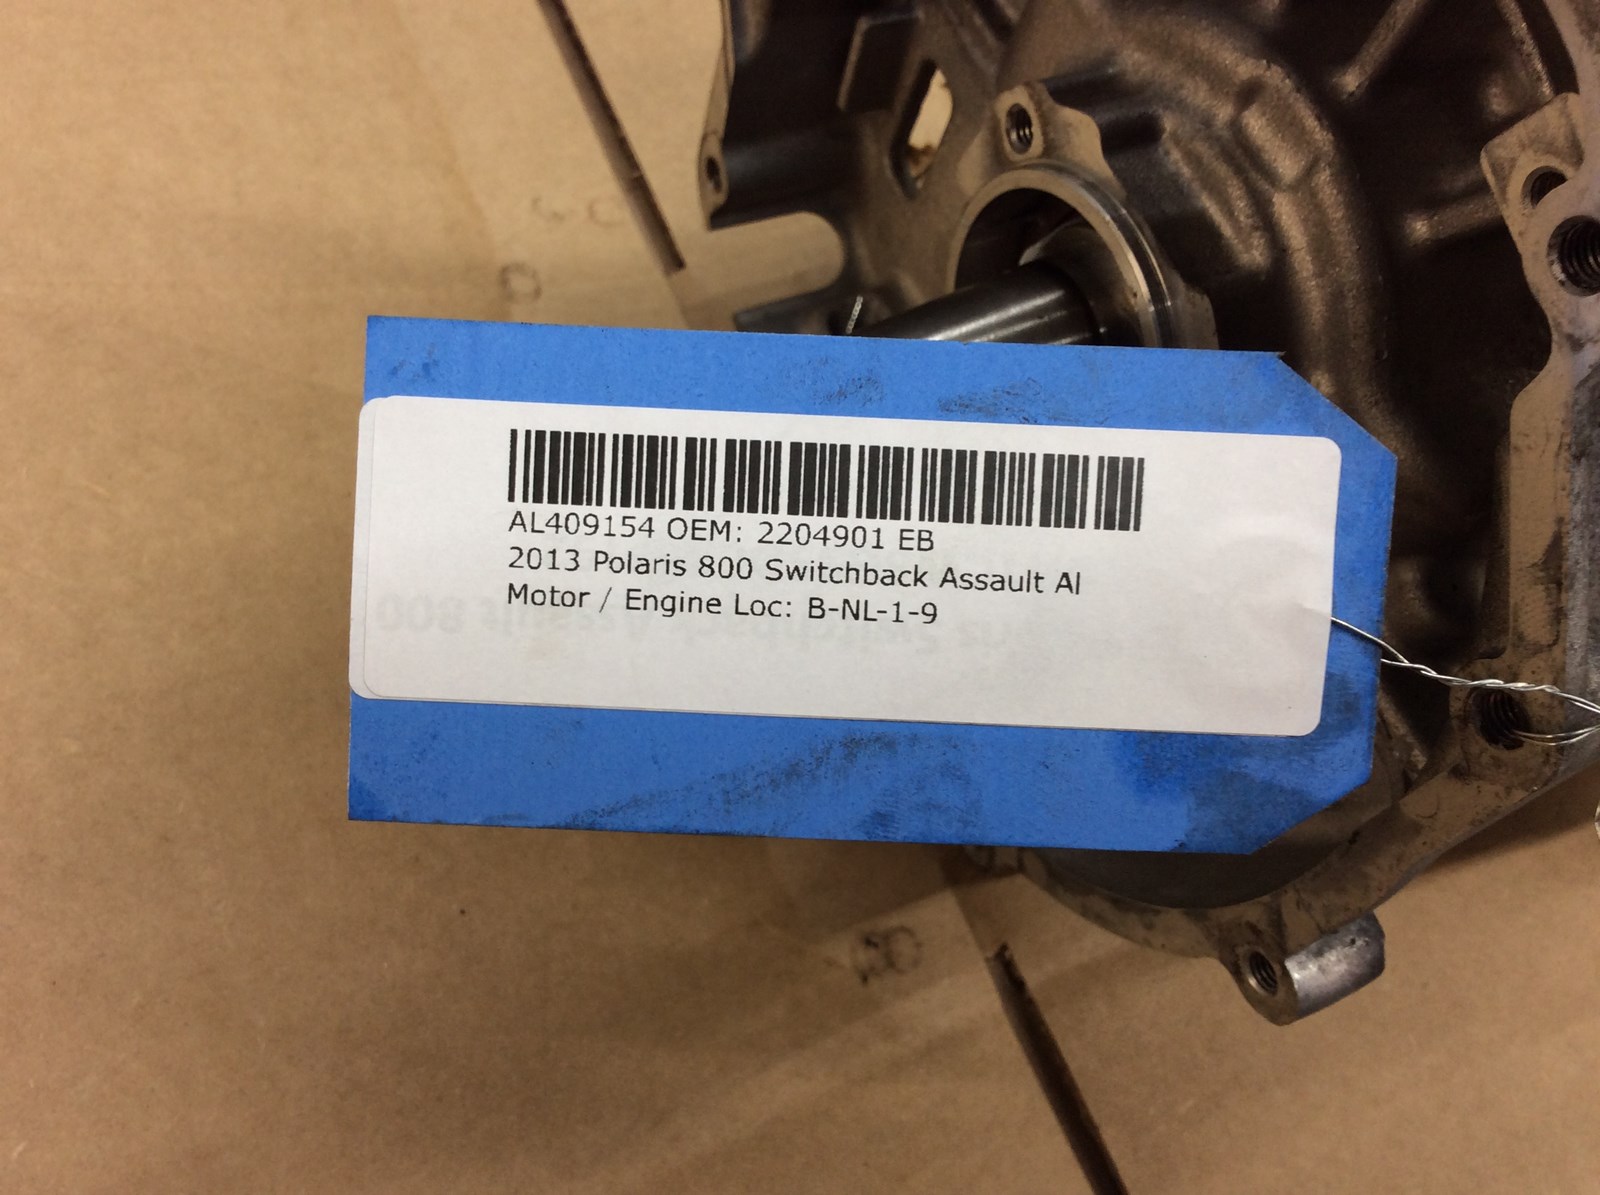 AL409154 OEM: 2204901 EB
2013 Polaris 800 Switchback Assault Al
Motor / Engine Loc: B-NL-1-9